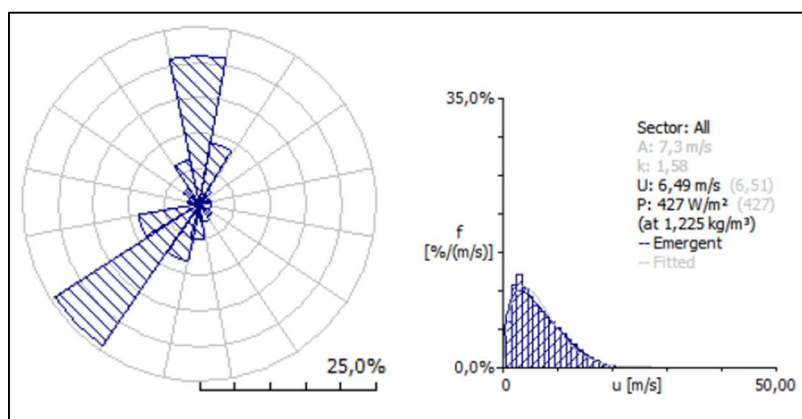 25,0%
35,0%
f
[%/(m/s)]
0,0%
0
u [m/s]
50,00
Sector: All
A: 7,3 m/s
k: 1,58
U: 6,49 m/s (6,51)
P: 427 W/m² (427)
(at 1,225 kg/m³)
-- Emergent
-- Fitted